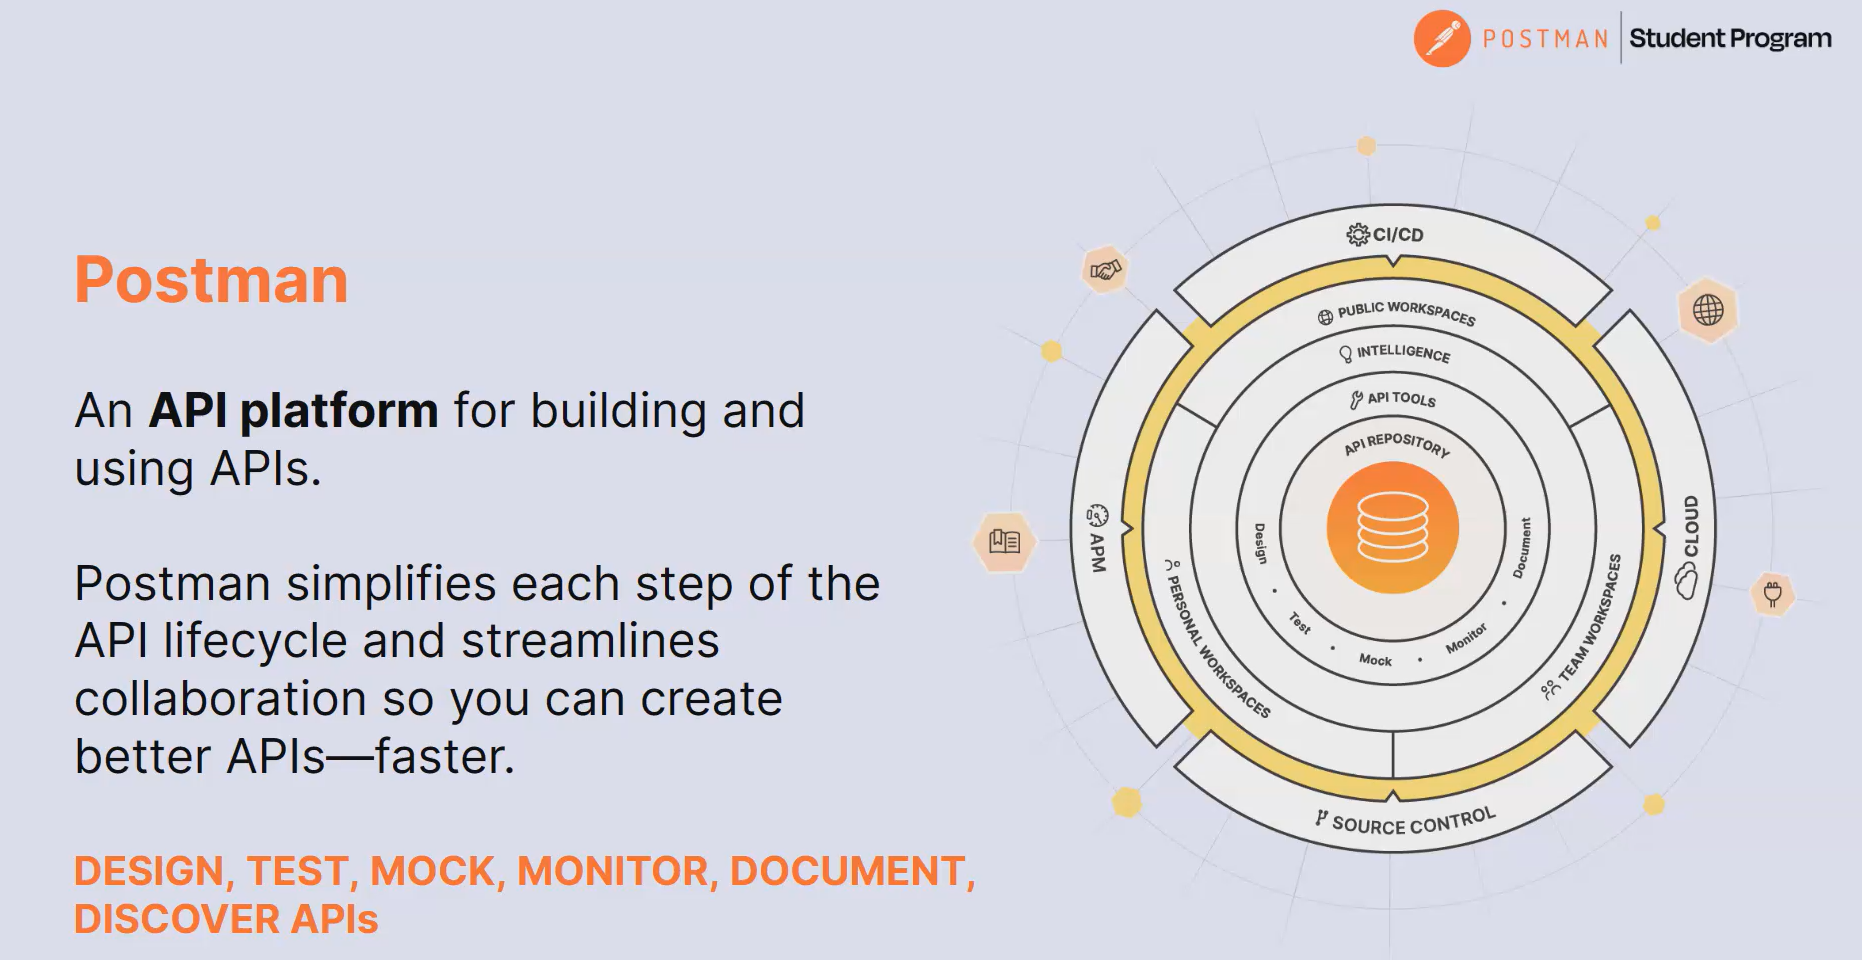 POSTMAN | Student Program
Postman
An API platform for building and
using APIs.
Postman simplifies each step of the
API lifecycle and streamlines
collaboration so you can create
better APIs—faster.
DESIGN, TEST, MOCK, MONITOR, DOCUMENT,
DISCOVER APIs
CI/CD
PUBLIC WORKSPACES
INTELLIGENCE
API TOOLS
API REPOSITORY
APM
CLOUD
Design • Test • Mock • Monitor • Document
PERSONAL WORKSPACES
TEAM WORKSPACES
SOURCE CONTROL